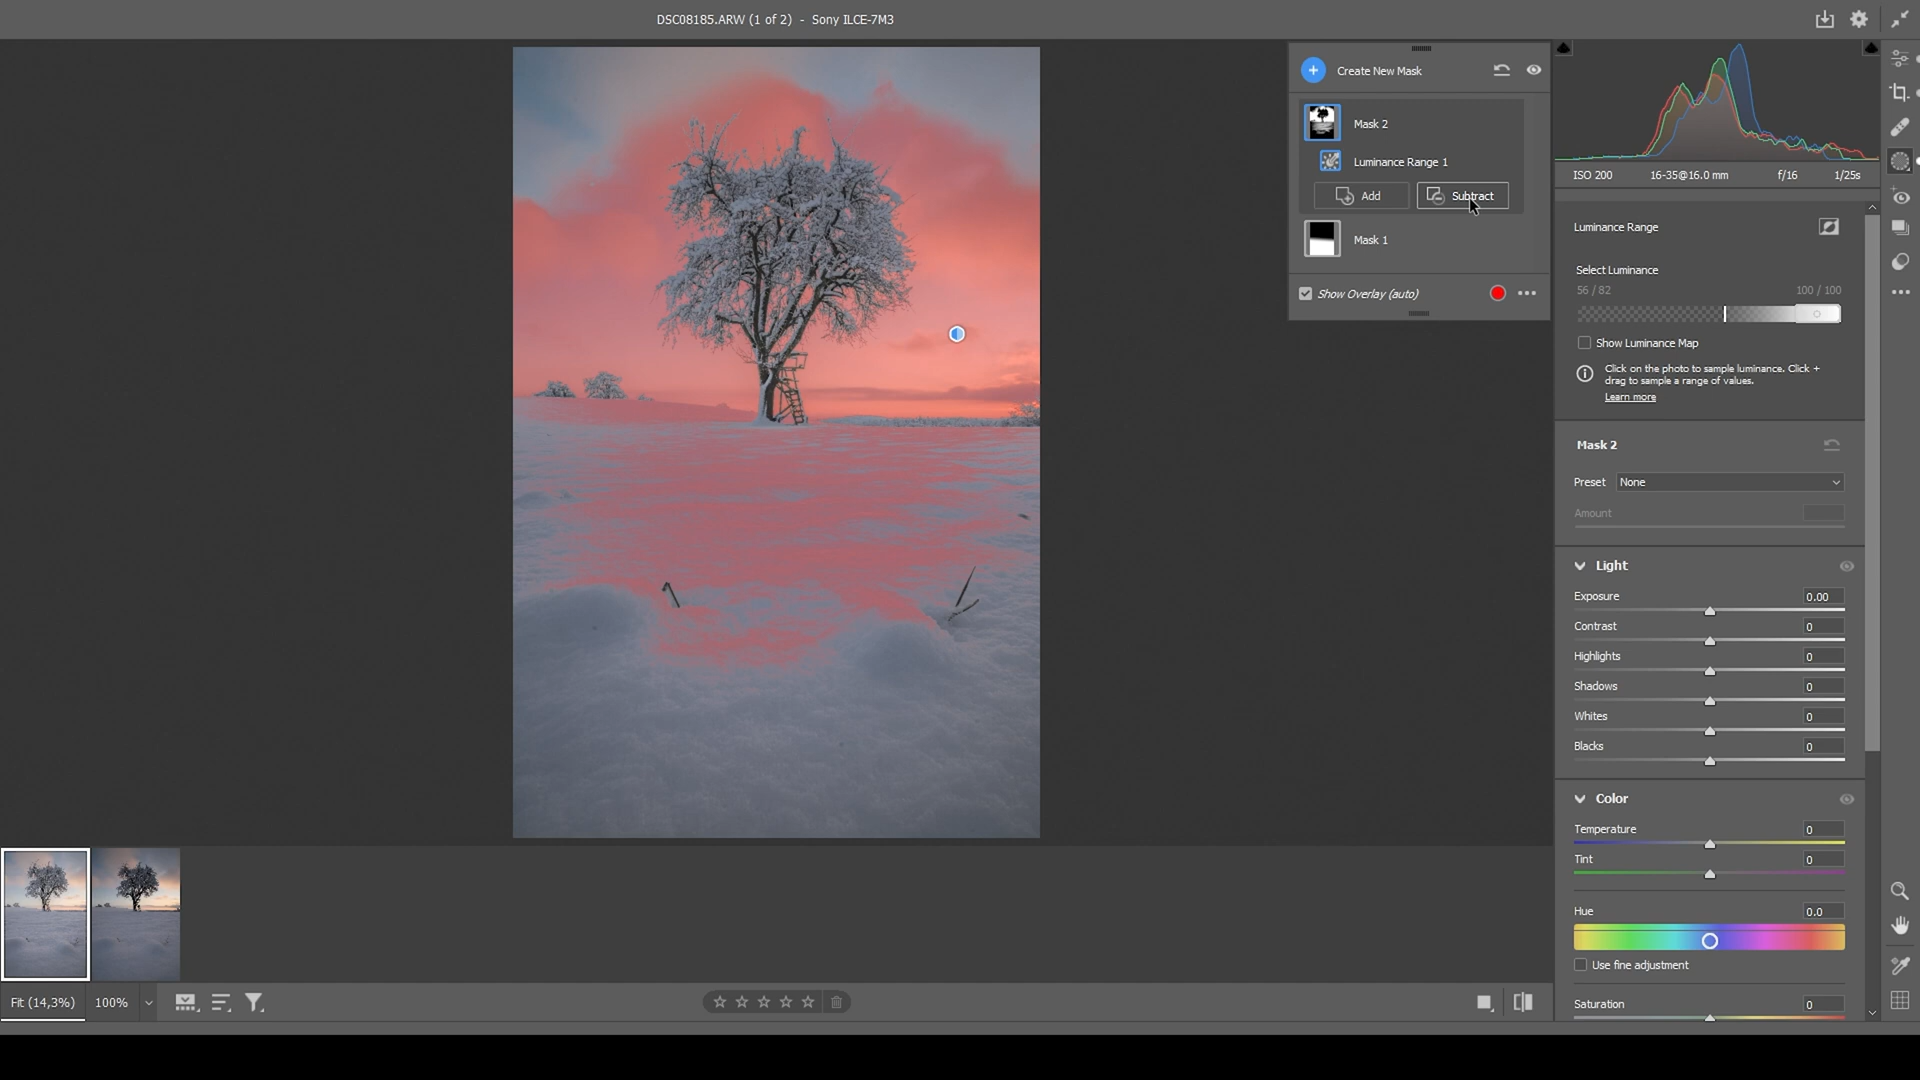 DSC08185.ARW (1 of 2) - Sony ILCE-7M3
Create New Mask
Mask 2
Luminance Range 1
Add
Subtract
Mask 1
Show Overlay (auto)
ISO 200 16-35@16.0 mm f/16 1/25s
Luminance Range
Select Luminance
56 / 82 100 / 100
Show Luminance Map
Click on the photo to sample luminance. Click +
drag to sample a range of values.
Learn more
Mask 2
Preset None
Amount
Light
Exposure 0.00
Contrast 0
Highlights 0
Shadows 0
Whites 0
Blacks 0
Color
Temperature 0
Tint 0
Hue 0.0
Use fine adjustment
Saturation 0
Fit (14,3%) 100%